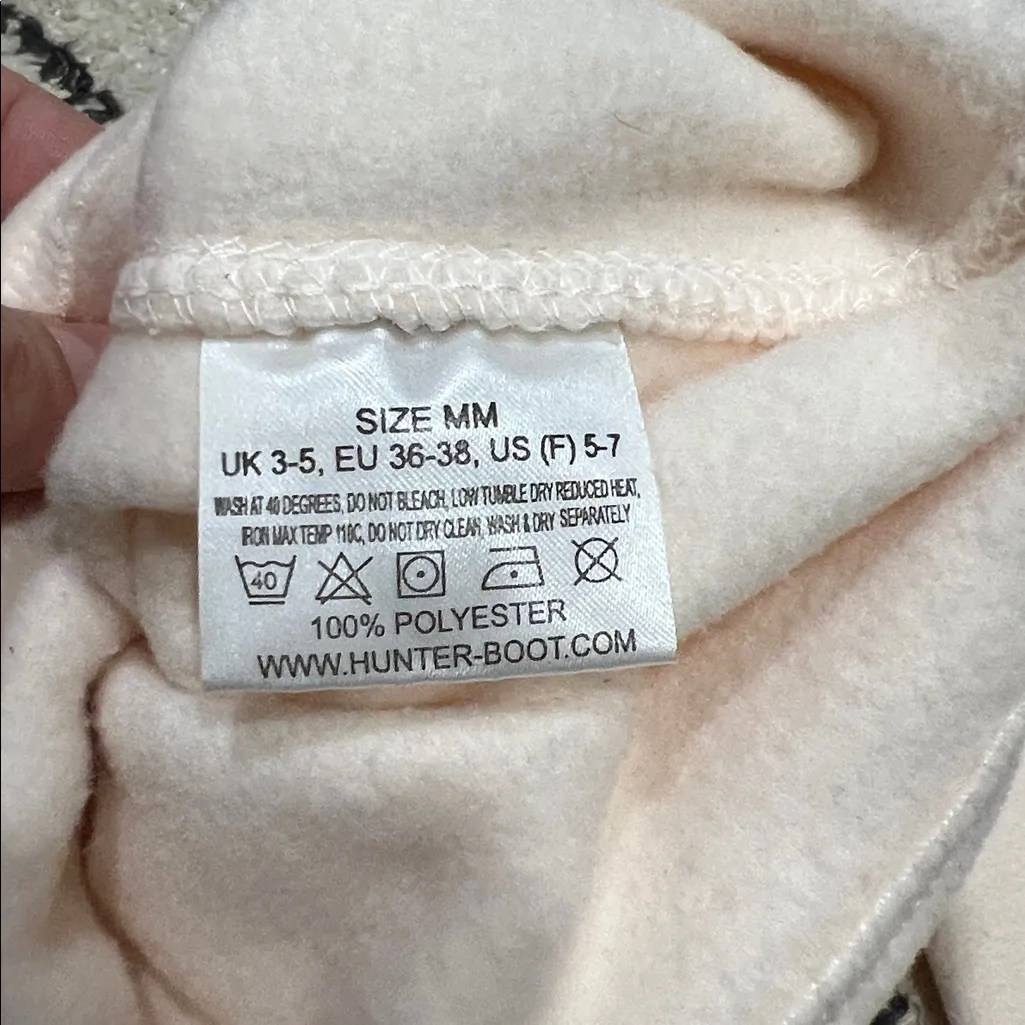 SIZE MM
UK 3-5, EU 36-38, US (F) 5-7
WASH AT 40 DEGREES, DO NOT BLEACH, LOW TUMBLE DRY REDUCED HEAT,
IRON MAX TEMP 110C, DO NOT DRY CLEAR, WASH & DRY SEPARATELY
40
100% POLYESTER
WWW.HUNTER-BOOT.COM